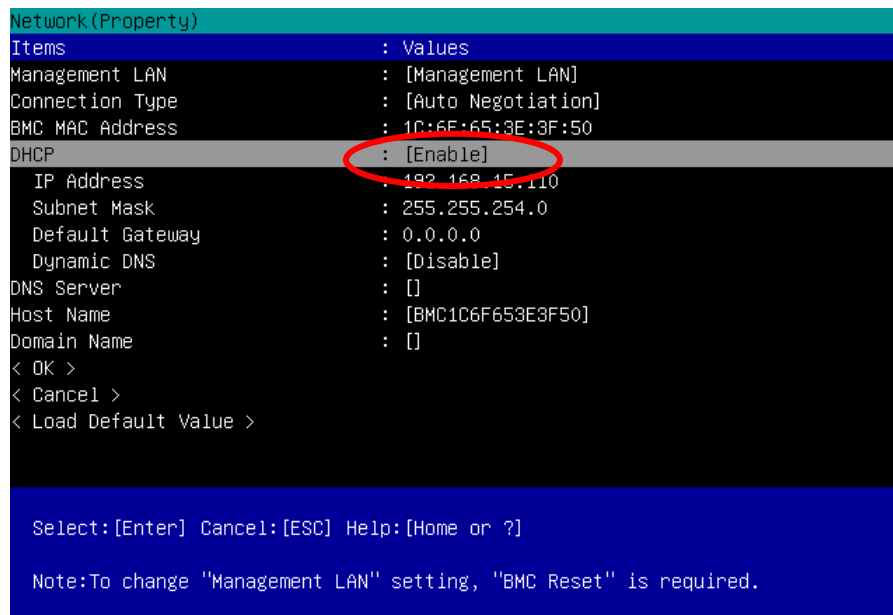 Network(Property)
Items : Values
Management LAN : [Management LAN]
Connection Type : [Auto Negotiation]
BMC MAC Address : 1C:6F:65:3E:3F:50
DHCP : [Enable]
IP Address : 192.168.15.110
Subnet Mask : 255.255.254.0
Default Gateway : 0.0.0.0
Dynamic DNS : [Disable]
DNS Server : []
Host Name : [BMC1C6F653E3F50]
Domain Name : []
< OK >
< Cancel >
< Load Default Value >
Select:[Enter] Cancel:[ESC] Help:[Home or ?]
Note:To change "Management LAN" setting, "BMC Reset" is required.